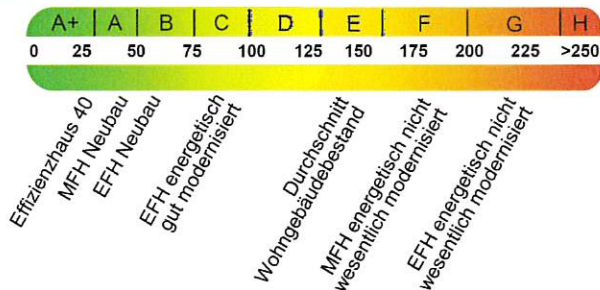 A+ A B C D E F G H
0 25 50 75 100 125 150 175 200 225 >250
Effizienzhaus 40
MFH Neubau
EFH Neubau
EFH energetisch
gut modernisiert
Durchschnitt
Wohngebäudebestand
MFH energetisch nicht
wesentlich modernisiert
EFH energetisch nicht
wesentlich modernisiert